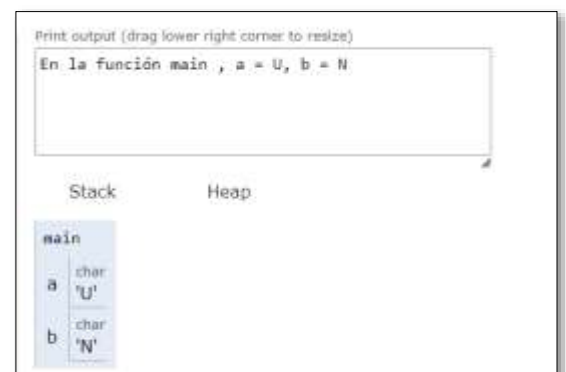 Print output (drag lower right corner to resize)
En la función main , a = U, b = N
Stack Heap
main
a char 'U'
b char 'N'